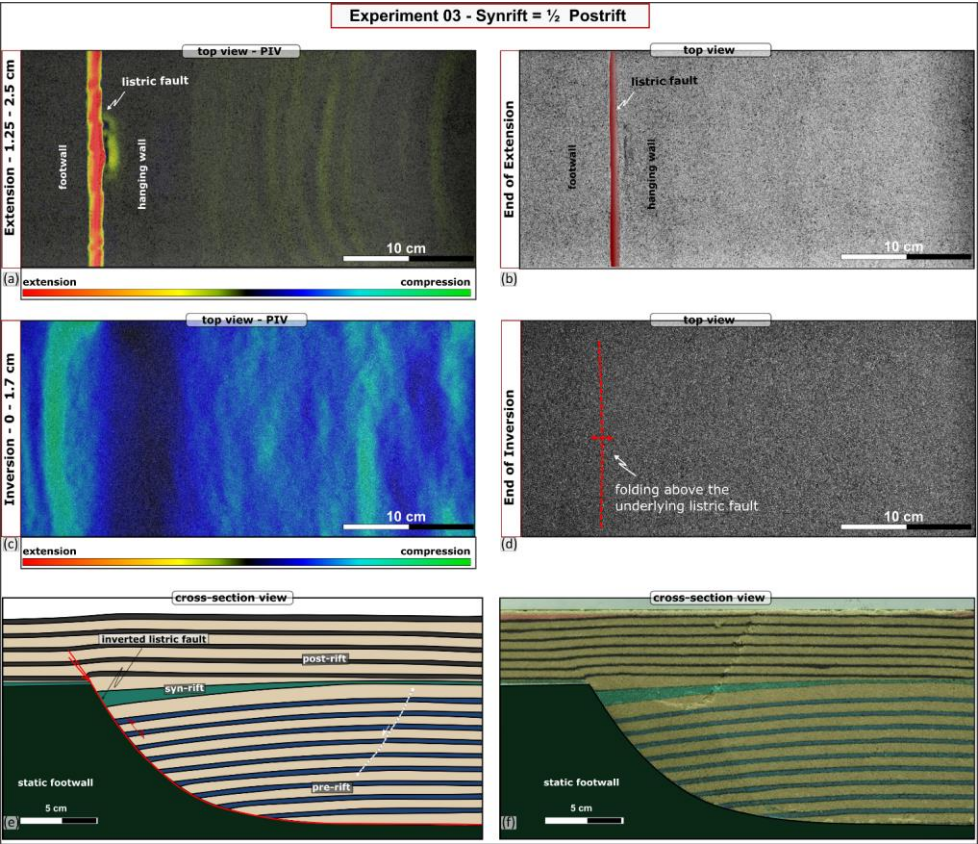 Experiment 03 - Synrift = ½ Postrift
Extension - 1.25 - 2.5 cm
top view - PIV
listric fault
footwall
hanging wall
10 cm
(a)
extension
compression
End of Extension
top view
listric fault
footwall
hanging wall
10 cm
(b)
Inversion - 0 - 1.7 cm
top view - PIV
10 cm
(c)
extension
compression
End of Inversion
top view
folding above the
underlying listric fault
10 cm
(d)
cross-section view
inverted listric fault
post-rift
syn-rift
pre-rift
static footwall
5 cm
(e)
cross-section view
static footwall
5 cm
(f)